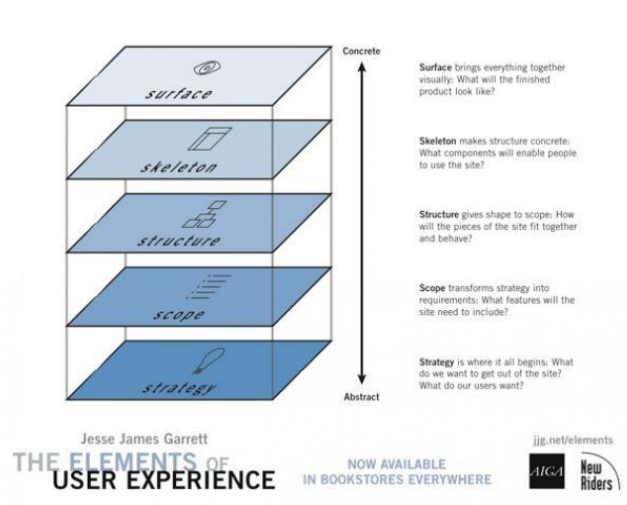 Concrete
surface
Surface brings everything together
visually: What will the finished
product look like?
skeleton
Skeleton makes structure concrete:
What components will enable people
to use the site?
structure
Structure gives shape to scope: How
will the pieces of the site fit together
and behave?
scope
Scope transforms strategy into
requirements: What features will the
site need to include?
strategy
Strategy is where it all begins: What
do we want to get out of the site?
What do our users want?
Abstract
Jesse James Garrett
THE ELEMENTS OF
USER EXPERIENCE
NOW AVAILABLE
IN BOOKSTORES EVERYWHERE
jjg.net/elements
AIGA
New
Riders